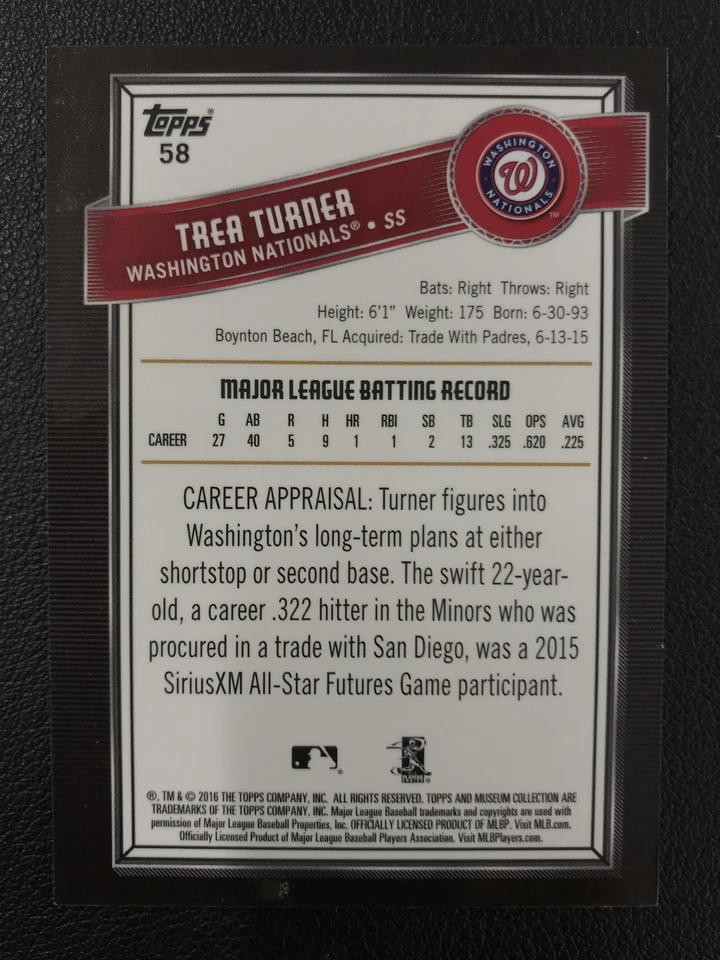 Topps®
58
WASHINGTON
W
NATIONALS
TM
TREA TURNER
WASHINGTON NATIONALS® • SS
Bats: Right Throws: Right
Height: 6'1" Weight: 175 Born: 6-30-93
Boynton Beach, FL Acquired: Trade With Padres, 6-13-15
MAJOR LEAGUE BATTING RECORD
G AB R H HR RBI SB TB SLG OPS AVG
CAREER 27 40 5 9 1 1 2 13 .325 .620 .225
CAREER APPRAISAL: Turner figures into
Washington's long-term plans at either
shortstop or second base. The swift 22-year-
old, a career .322 hitter in the Minors who was
procured in a trade with San Diego, was a 2015
SiriusXM All-Star Futures Game participant.
®, TM & © 2016 THE TOPPS COMPANY, INC. ALL RIGHTS RESERVED. TOPPS AND MUSEUM COLLECTION ARE
TRADEMARKS OF THE TOPPS COMPANY, INC. Major League Baseball trademarks and copyrights are used with
permission of Major League Baseball Properties, Inc. OFFICIALLY LICENSED PRODUCT OF MLBP. Visit MLB.com.
Officially Licensed Product of Major League Baseball Players Association. Visit MLBPlayers.com.